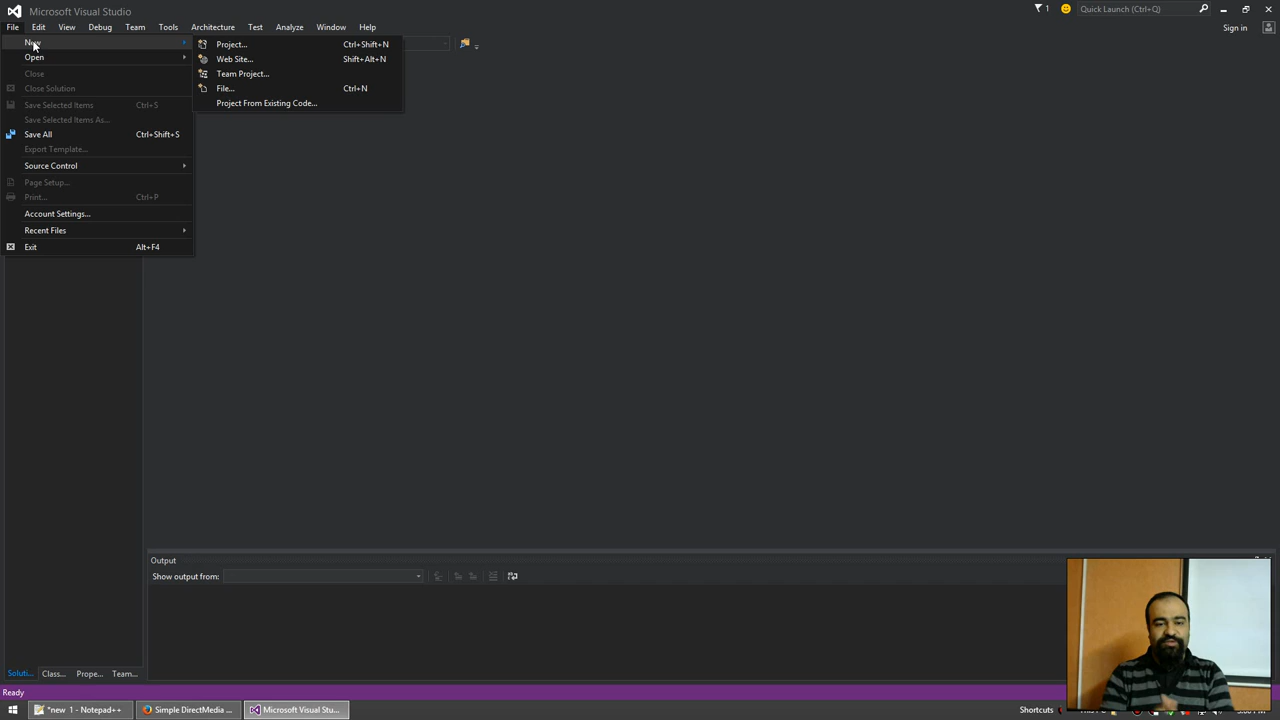 Microsoft Visual Studio
1
Quick Launch (Ctrl+Q)
File Edit View Debug Team Tools Architecture Test Analyze Window Help
Sign in
New
Project... Ctrl+Shift+N
Open
Web Site... Shift+Alt+N
Close
Team Project...
Close Solution
File... Ctrl+N
Save Selected Items Ctrl+S
Project From Existing Code...
Save Selected Items As...
Save All Ctrl+Shift+S
Export Template...
Source Control
Page Setup...
Print... Ctrl+P
Account Settings...
Recent Files
Exit Alt+F4
Output
Show output from:
Soluti... Class... Prope... Team...
Ready
*new 1 - Notepad++ Simple DirectMedia ... Microsoft Visual Stu...
Shortcuts